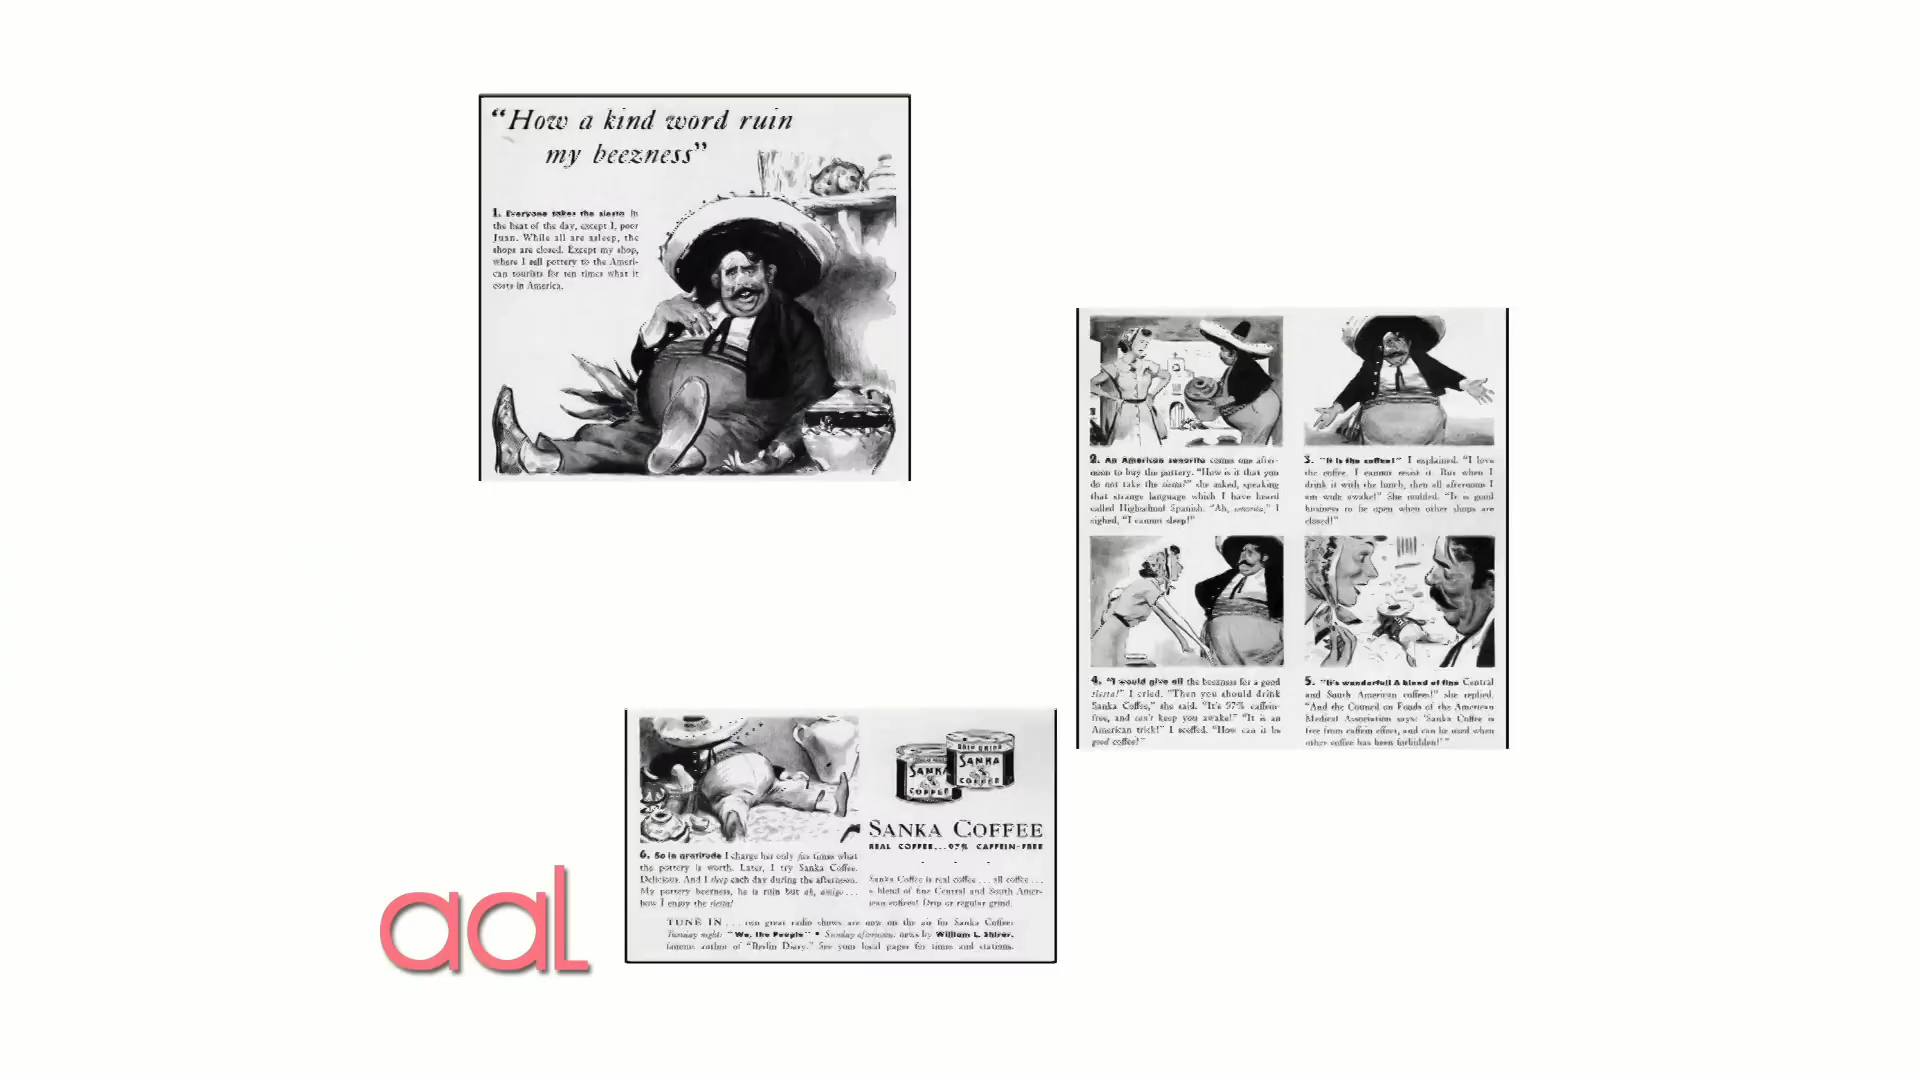 “How a kind word ruin
my beezness”
1. Everyone takes the siesta in
the heat of the day, except I, poor
Juan. While all are asleep, the
shops are closed. Except my shop,
where I sell pottery to the Ameri-
can tourists for ten times what it
costs in America.
2. An American senorita comes one after-
noon to buy the pottery. “How is it that you
do not take the siesta?” she asked, speaking
that strange language which I have heard
called Highschool Spanish. “Ah, senorita,” I
sighed, “I cannot sleep!”
3. “It is the coffee!” I explained. “I love
the coffee. I cannot resist it. But when I
drink it with the lunch, then all afternoon I
am wide awake!” She nodded. “It is good
business to be open when other shops are
closed!”
4. “I would give all the beezness for a good
siesta!” I cried. “Then you should drink
Sanka Coffee,” she said. “It's 97% caffein-
free, and can't keep you awake!” “It is an
American trick!” I scoffed. “How can it be
good coffee?”
5. “It's wonderful! A blend of fine Central
and South American coffees!” she replied.
“And the Council on Foods of the American
Medical Association says: ‘Sanka Coffee is
free from caffein effect, and can be used when
other coffee has been forbidden!’”
6. So in gratitude I charge her only five times what
the pottery is worth. Later, I try Sanka Coffee.
Delicious. And I sleep each day during the afternoon.
My pottery beezness, he is ruin but ah, amigo...
how I enjoy the siesta!
SANKA COFFEE
DRIP GRIND
SANKA COFFEE
SANKA COFFEE
REAL COFFEE...97% CAFFEIN-FREE
Sanka Coffee is real coffee... all coffee...
a blend of fine Central and South Amer-
ican coffees! Drip or regular grind.
TUNE IN... two great radio shows are now on the air for Sanka Coffee:
Tuesday night: “We, the People” • Sunday afternoon: news by William L. Shirer,
famous author of “Berlin Diary.” See your local paper for times and stations.
aaL